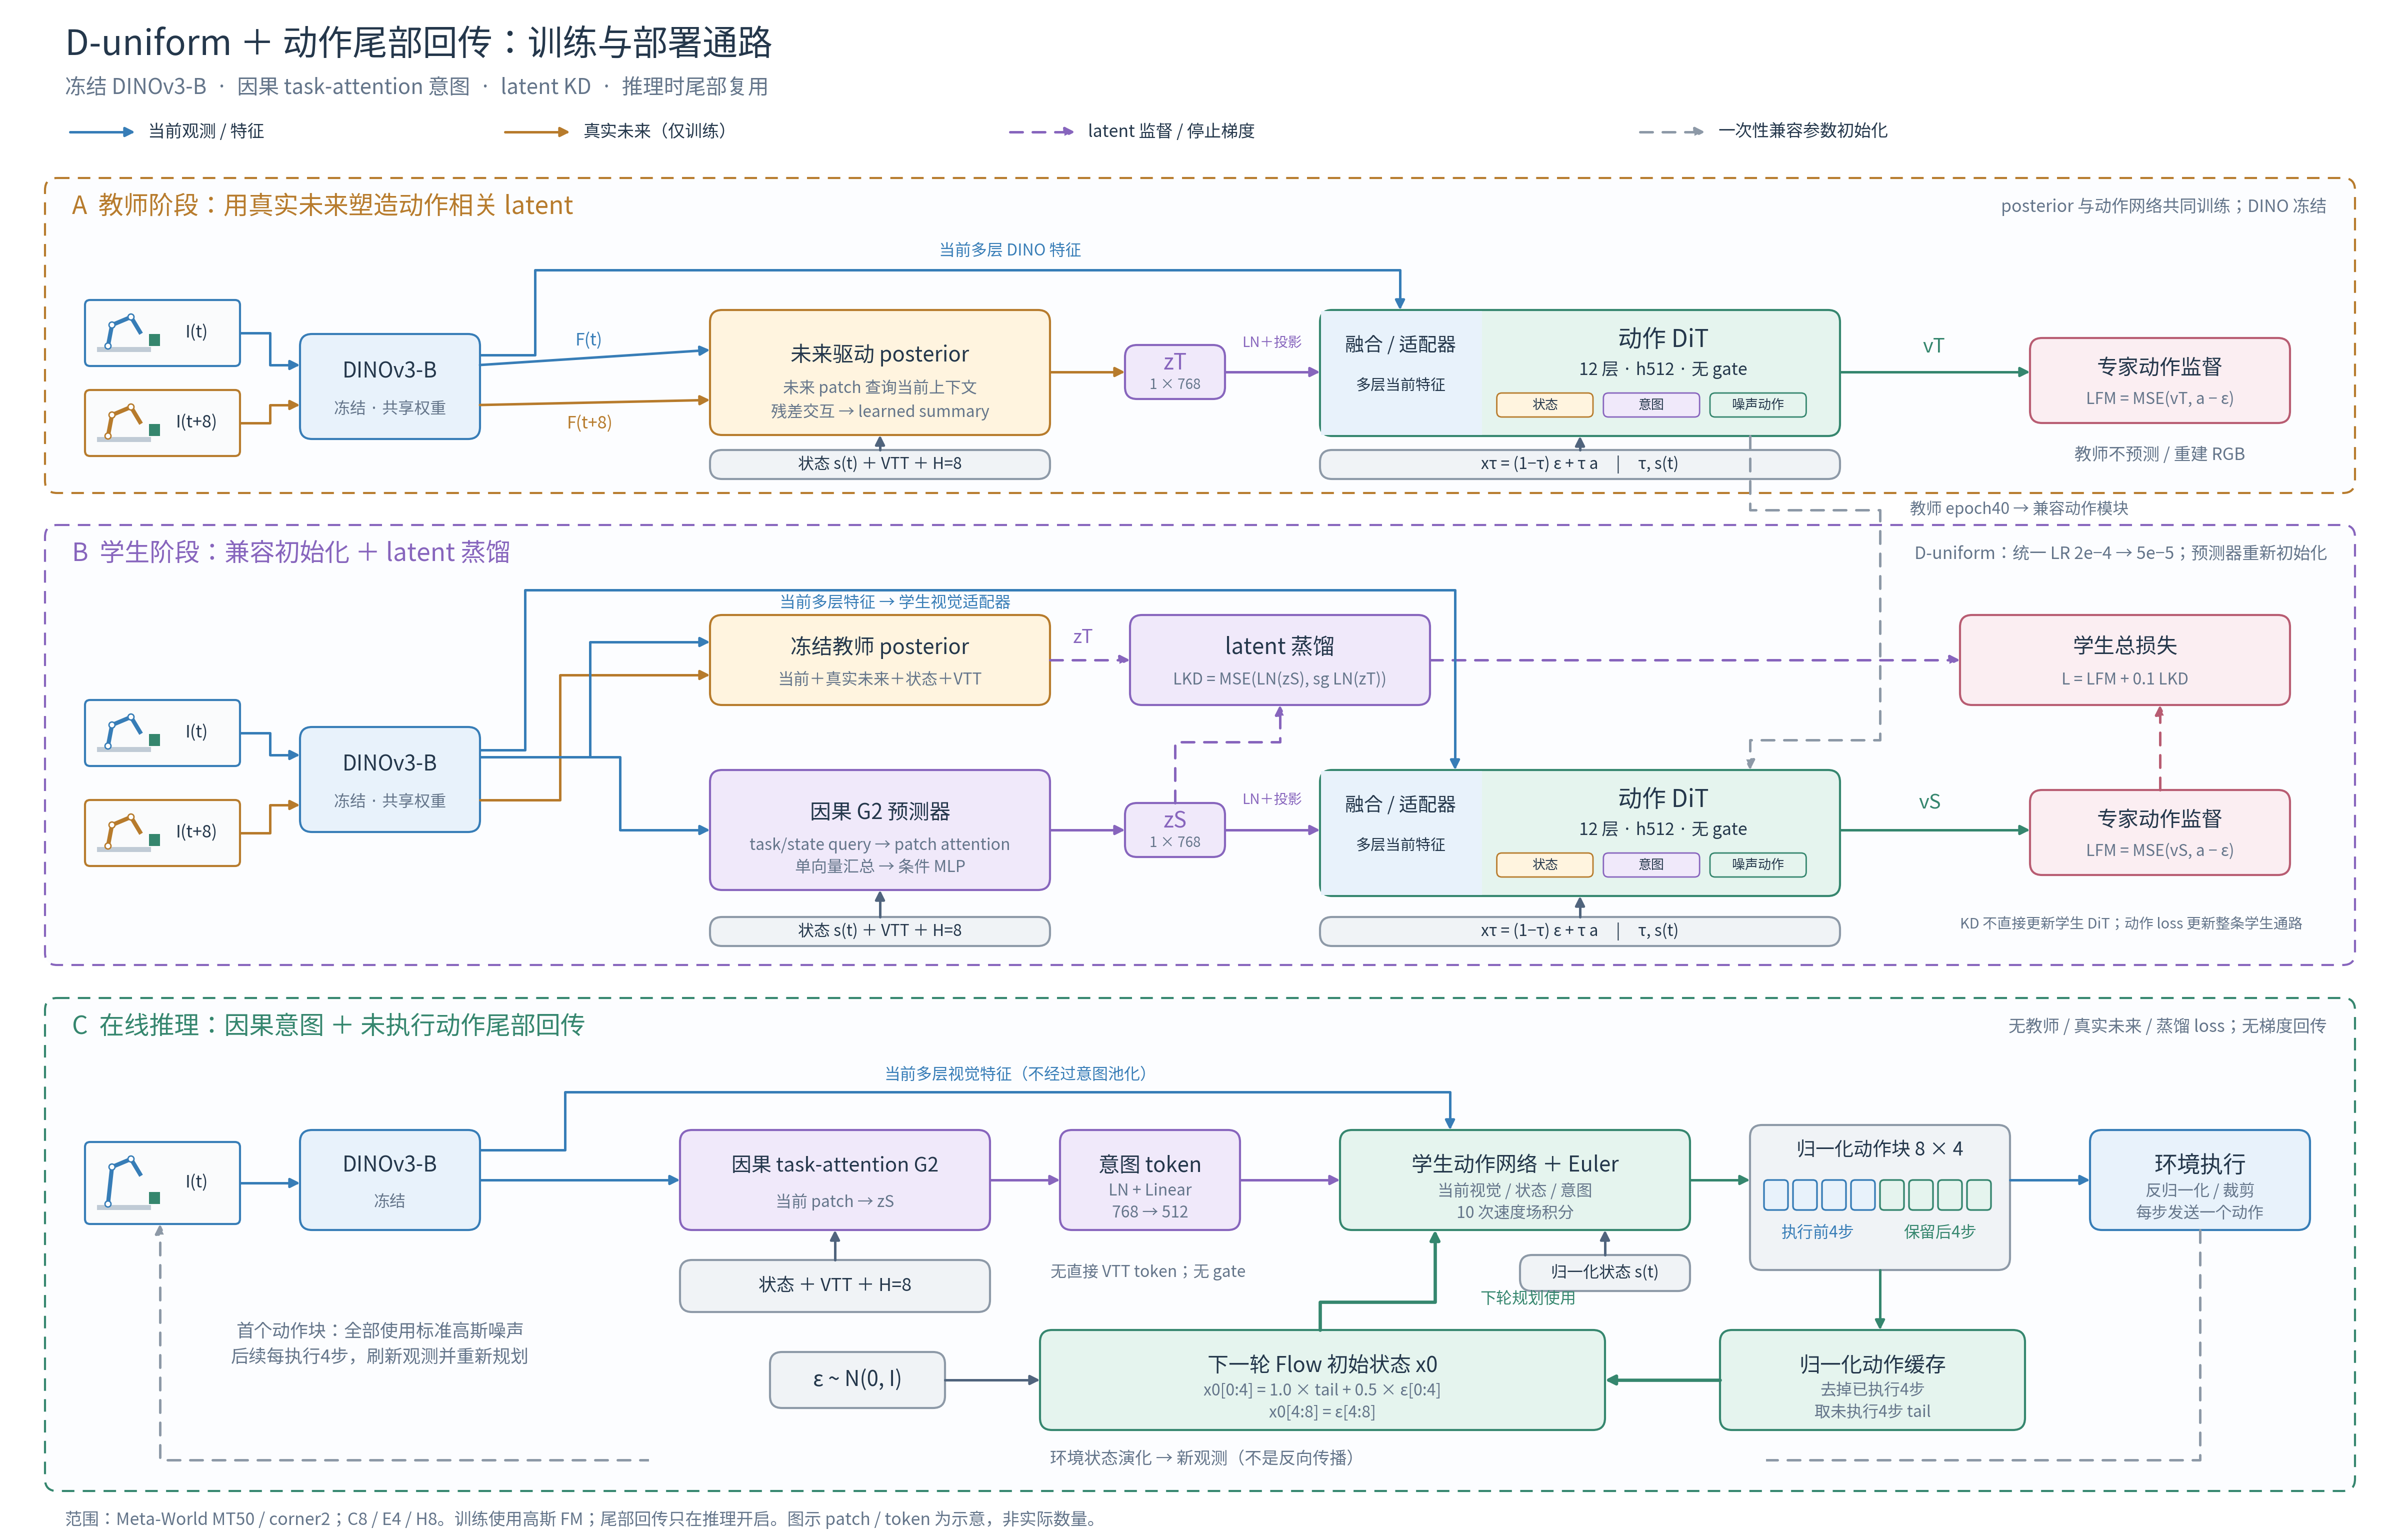 D-uniform ＋ 动作尾部回传：训练与部署通路
冻结 DINOv3-B · 因果 task-attention 意图 · latent KD · 推理时尾部复用
当前观测 / 特征
真实未来（仅训练）
latent 监督 / 停止梯度
一次性兼容参数初始化
A 教师阶段：用真实未来塑造动作相关 latent
posterior 与动作网络共同训练；DINO 冻结
当前多层 DINO 特征
I(t)
I(t+8)
DINOv3-B
冻结 · 共享权重
F(t)
F(t+8)
未来驱动 posterior
未来 patch 查询当前上下文
残差交互 → learned summary
状态 s(t) ＋ VTT ＋ H=8
zT
1 × 768
LN＋投影
融合 / 适配器
多层当前特征
动作 DiT
12 层 · h512 · 无 gate
状态
意图
噪声动作
xτ = (1−τ) ε + τ a | τ, s(t)
vT
专家动作监督
LFM = MSE(vT, a − ε)
教师不预测 / 重建 RGB
教师 epoch40 → 兼容动作模块
B 学生阶段：兼容初始化 ＋ latent 蒸馏
D-uniform：统一 LR 2e−4 → 5e−5；预测器重新初始化
当前多层特征 → 学生视觉适配器
I(t)
I(t+8)
DINOv3-B
冻结 · 共享权重
冻结教师 posterior
当前＋真实未来＋状态＋VTT
zT
latent 蒸馏
LKD = MSE(LN(zS), sg LN(zT))
学生总损失
L = LFM + 0.1 LKD
因果 G2 预测器
task/state query → patch attention
单向量汇总 → 条件 MLP
状态 s(t) ＋ VTT ＋ H=8
zS
1 × 768
LN＋投影
融合 / 适配器
多层当前特征
动作 DiT
12 层 · h512 · 无 gate
状态
意图
噪声动作
xτ = (1−τ) ε + τ a | τ, s(t)
vS
专家动作监督
LFM = MSE(vS, a − ε)
KD 不直接更新学生 DiT；动作 loss 更新整条学生通路
C 在线推理：因果意图 ＋ 未执行动作尾部回传
无教师 / 真实未来 / 蒸馏 loss；无梯度回传
当前多层视觉特征（不经过意图池化）
I(t)
DINOv3-B
冻结
因果 task-attention G2
当前 patch → zS
状态 ＋ VTT ＋ H=8
意图 token
LN + Linear
768 → 512
无直接 VTT token；无 gate
学生动作网络 ＋ Euler
当前视觉 / 状态 / 意图
10 次速度场积分
归一化状态 s(t)
下轮规划使用
归一化动作块 8 × 4
执行前4步
保留后4步
环境执行
反归一化 / 裁剪
每步发送一个动作
首个动作块：全部使用标准高斯噪声
后续每执行4步，刷新观测并重新规划
ε ~ N(0, I)
下一轮 Flow 初始状态 x0
x0[0:4] = 1.0 × tail + 0.5 × ε[0:4]
x0[4:8] = ε[4:8]
归一化动作缓存
去掉已执行4步
取未执行4步 tail
环境状态演化 → 新观测（不是反向传播）
范围：Meta-World MT50 / corner2；C8 / E4 / H8。训练使用高斯 FM；尾部回传只在推理开启。图示 patch / token 为示意，非实际数量。